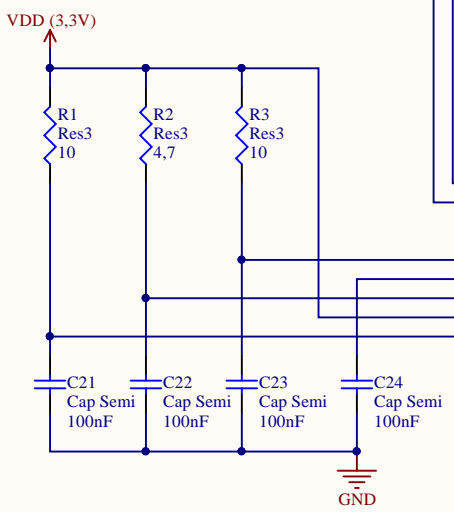 VDD (3,3V)
R1
Res3
10
R2
Res3
4,7
R3
Res3
10
C21
Cap Semi
100nF
C22
Cap Semi
100nF
C23
Cap Semi
100nF
C24
Cap Semi
100nF
GND